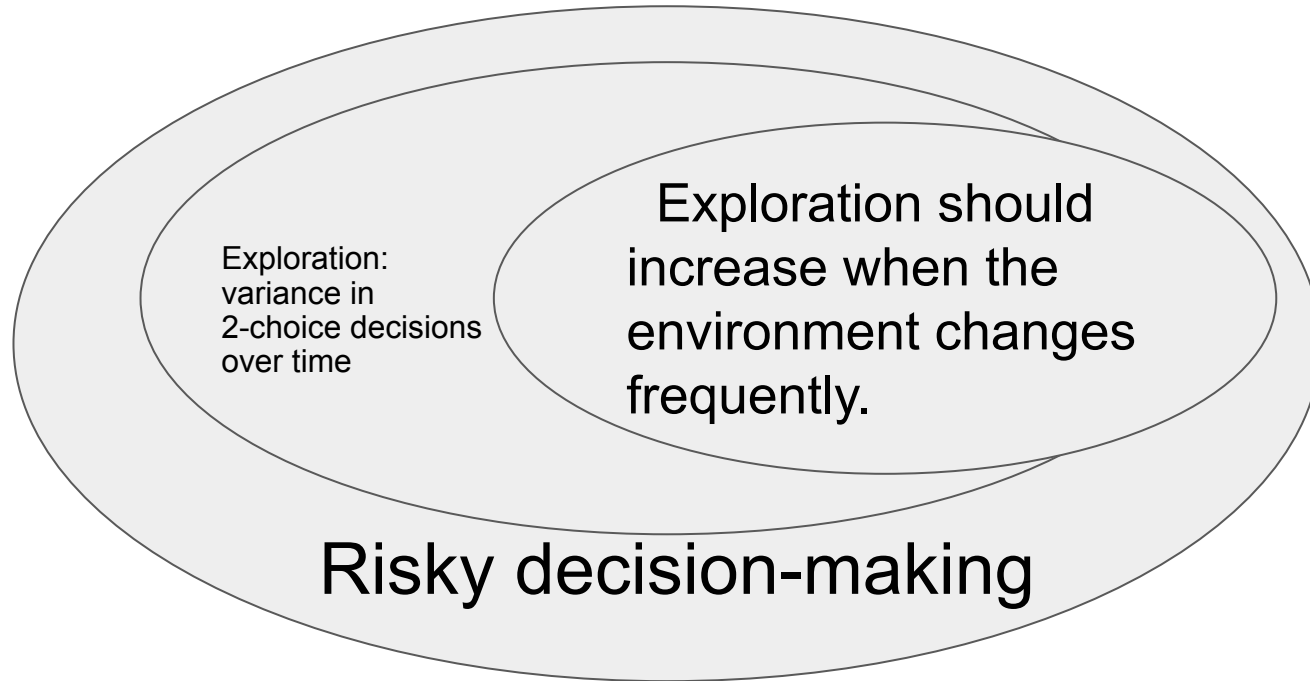 Exploration:
variance in
2-choice decisions
over time
Exploration should
increase when the
environment changes
frequently.
Risky decision-making